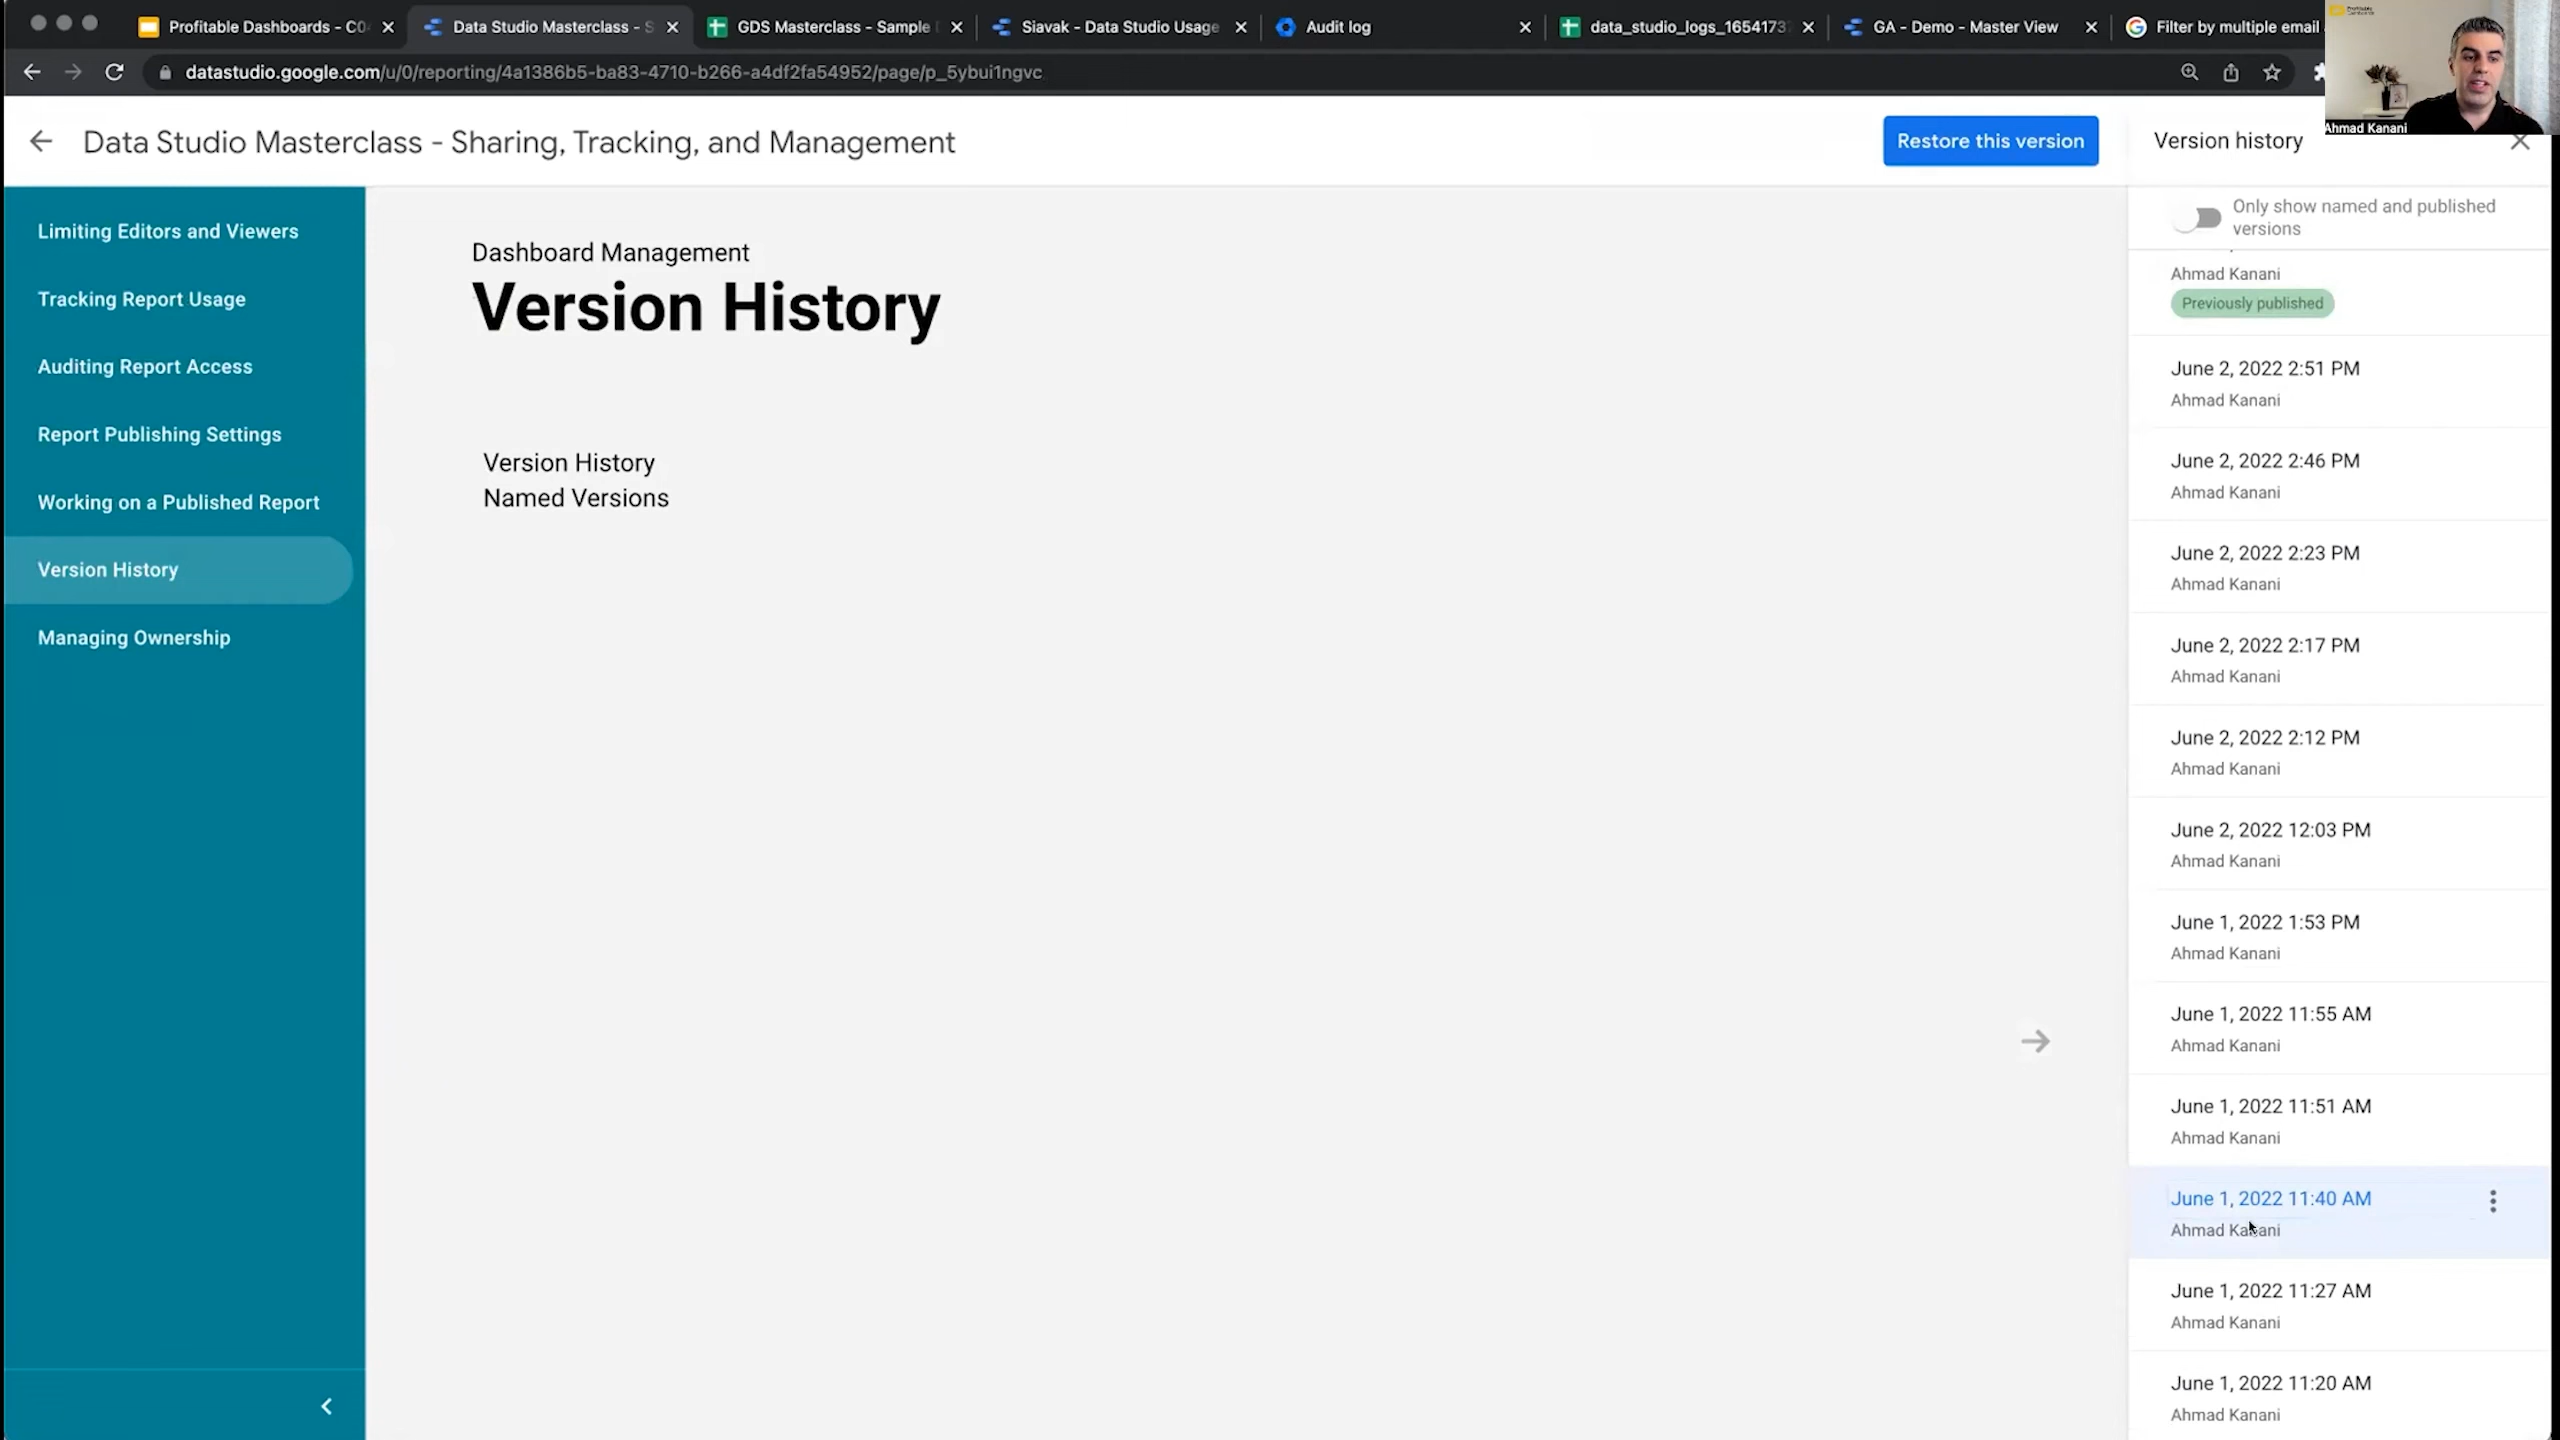 Profitable Dashboards - C0
Data Studio Masterclass - S
GDS Masterclass - Sample
Siavak - Data Studio Usage
Audit log
data_studio_logs_1654173
GA - Demo - Master View
Filter by multiple email
datastudio.google.com/u/0/reporting/4a1386b5-ba83-4710-b266-a4df2fa54952/page/p_5ybui1ngvc
Ahmad Kanani
Data Studio Masterclass - Sharing, Tracking, and Management
Restore this version
Version history
Only show named and published
versions
Limiting Editors and Viewers
Tracking Report Usage
Auditing Report Access
Report Publishing Settings
Working on a Published Report
Version History
Managing Ownership
Dashboard Management
Version History
Version History
Named Versions
Ahmad Kanani
Previously published
June 2, 2022 2:51 PM
Ahmad Kanani
June 2, 2022 2:46 PM
Ahmad Kanani
June 2, 2022 2:23 PM
Ahmad Kanani
June 2, 2022 2:17 PM
Ahmad Kanani
June 2, 2022 2:12 PM
Ahmad Kanani
June 2, 2022 12:03 PM
Ahmad Kanani
June 1, 2022 1:53 PM
Ahmad Kanani
June 1, 2022 11:55 AM
Ahmad Kanani
June 1, 2022 11:51 AM
Ahmad Kanani
June 1, 2022 11:40 AM
Ahmad Kanani
June 1, 2022 11:27 AM
Ahmad Kanani
June 1, 2022 11:20 AM
Ahmad Kanani